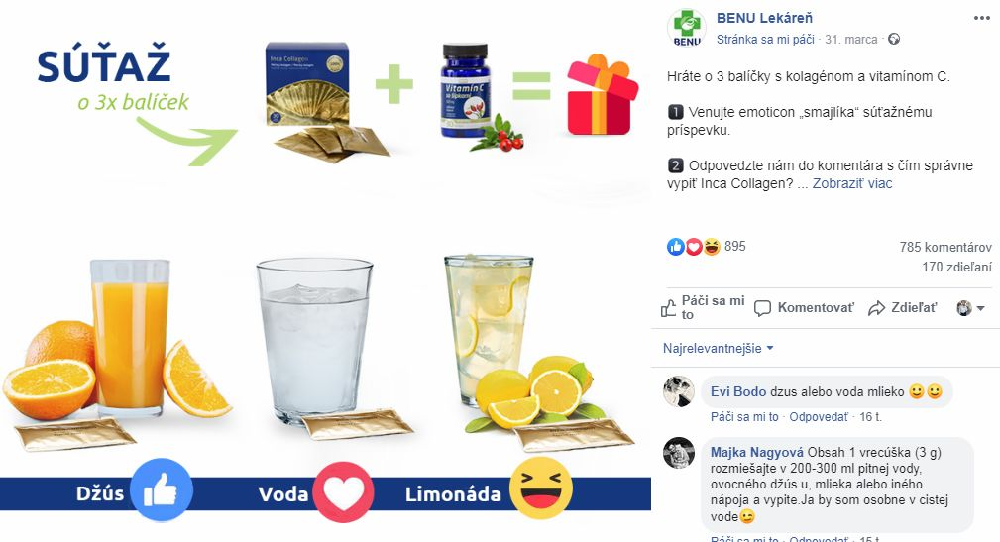 SÚŤAŽ
o 3x balíček
Inca Collagen
100%
Vitamín C
so šípkami
Džús
Voda
Limonáda
BENU
BENU Lekáreň
Stránka sa mi páči · 31. marca ·
Hráte o 3 balíčky s kolagénom a vitamínom C.
1 Venujte emoticon „smajlíka“ súťažnému
príspevku.
2 Odpovedzte nám do komentára s čím správne
vypiť Inca Collagen? ... Zobraziť viac
895
785 komentárov
170 zdieľaní
Páči sa mi
to
Komentovať
Zdieľať
Najrelevantnejšie
Evi Bodo dzus alebo voda mlieko 😀😀
Páči sa mi to · Odpovedať · 16 t.
Majka Nagyová Obsah 1 vrecúška (3 g)
rozmiešajte v 200-300 ml pitnej vody,
ovocného džús u, mlieka alebo iného
nápoja a vypite.Ja by som osobne v cistej
vode😉
Páči sa mi to · Odpovedať · 15 t.